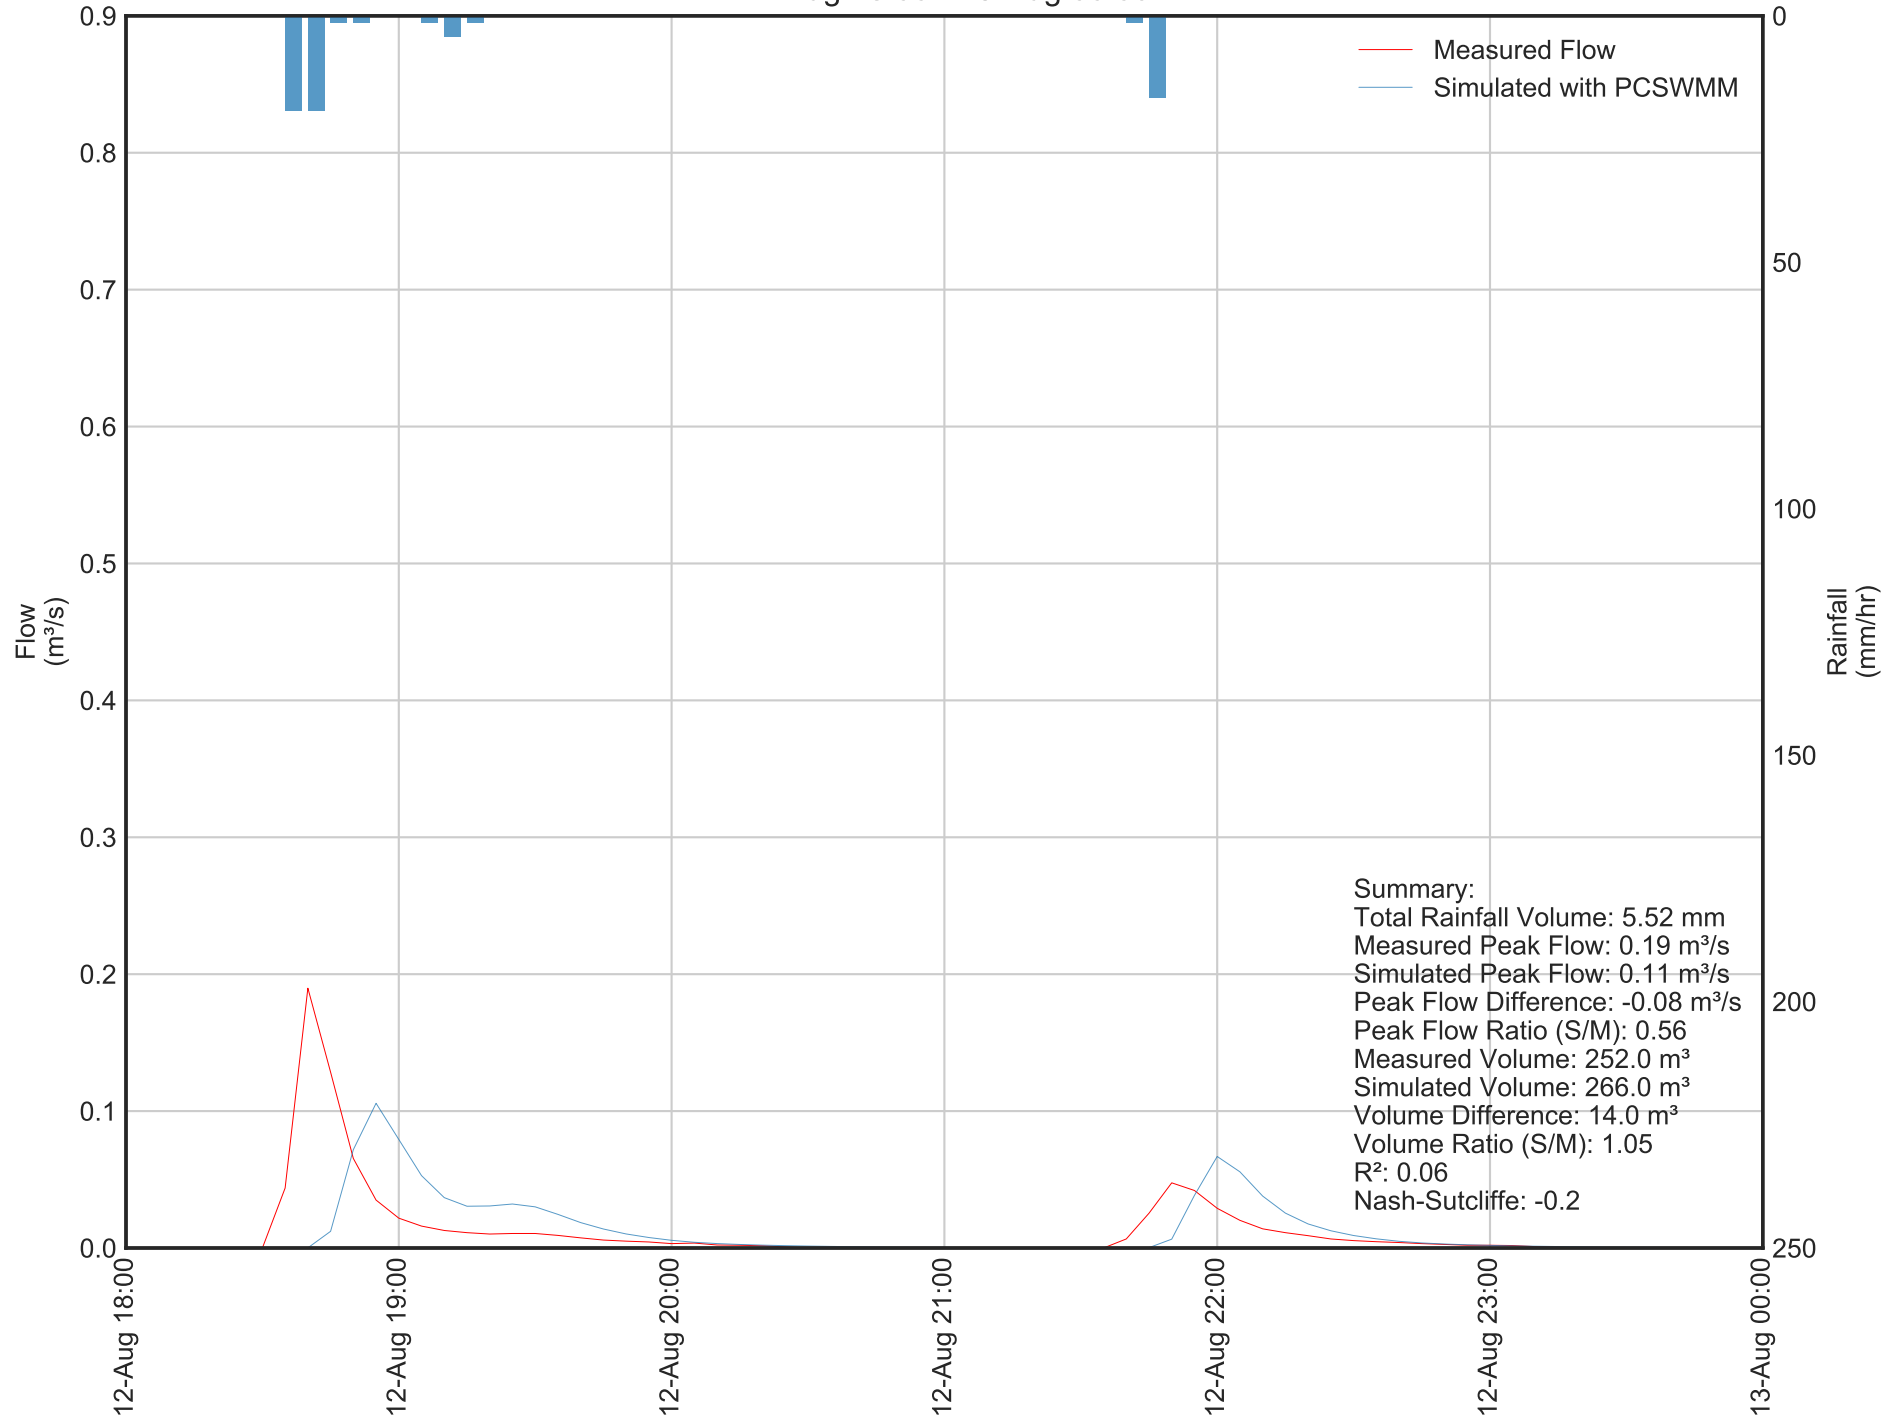 0.9
0.8
0.7
0.6
0.5
0.4
0.3
0.2
0.1
0.0
Flow
(m³/s)
0
50
100
150
200
250
Rainfall
(mm/hr)
Measured Flow
Simulated with PCSWMM
Summary:
Total Rainfall Volume: 5.52 mm
Measured Peak Flow: 0.19 m³/s
Simulated Peak Flow: 0.11 m³/s
Peak Flow Difference: -0.08 m³/s
Peak Flow Ratio (S/M): 0.56
Measured Volume: 252.0 m³
Simulated Volume: 266.0 m³
Volume Difference: 14.0 m³
Volume Ratio (S/M): 1.05
R²: 0.06
Nash-Sutcliffe: -0.2
12-Aug 18:00
12-Aug 19:00
12-Aug 20:00
12-Aug 21:00
12-Aug 22:00
12-Aug 23:00
13-Aug 00:00